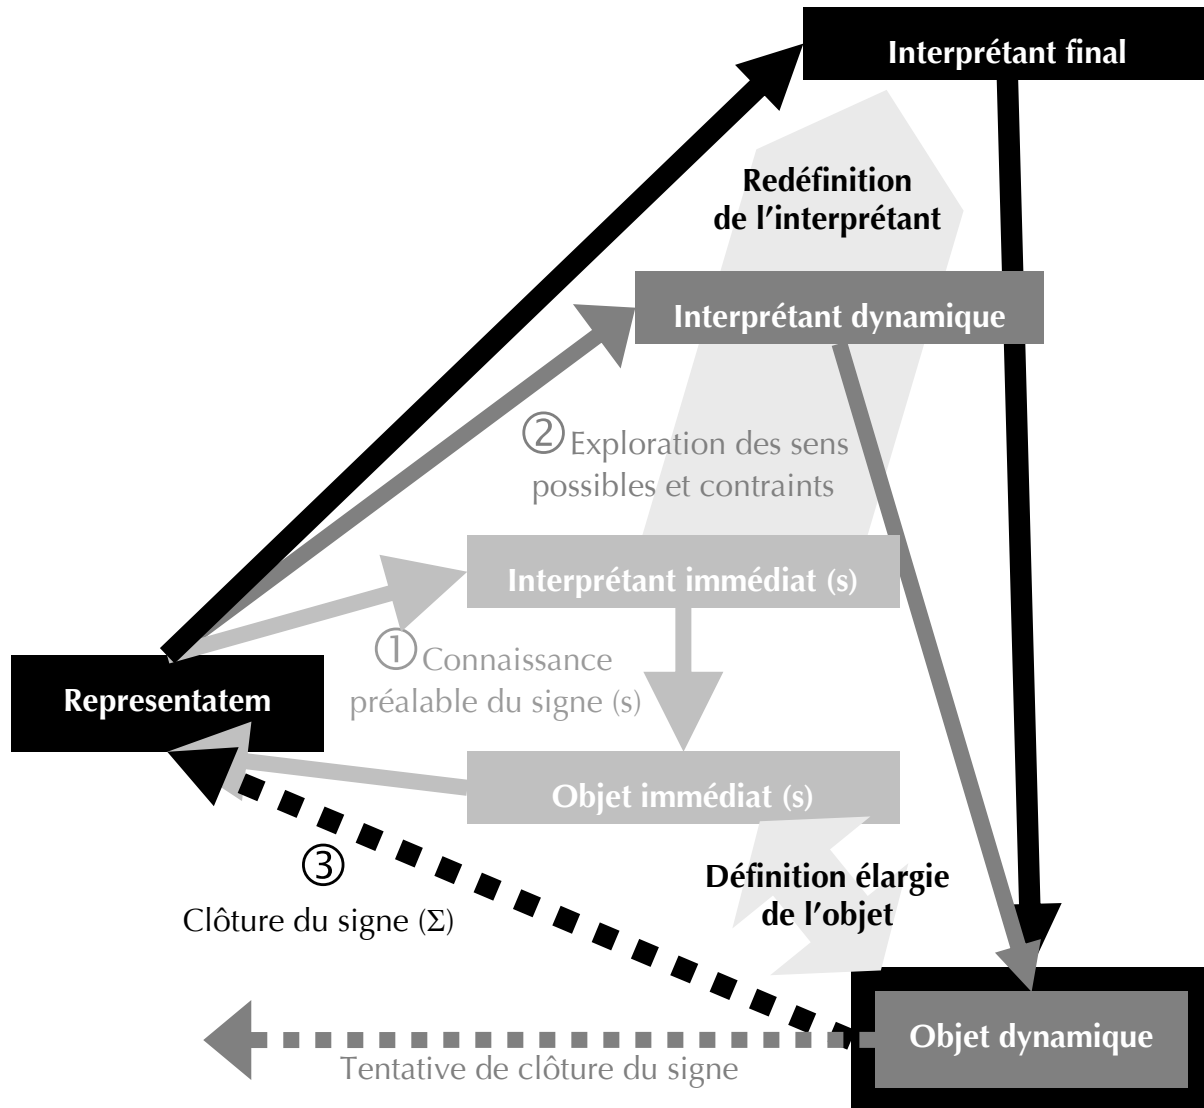 Interprétant final
Redéfinition
de l’interprétant
Interprétant dynamique
② Exploration des sens
possibles et contraints
Interprétant immédiat (s)
① Connaissance
préalable du signe (s)
Representatem
Objet immédiat (s)
③
Clôture du signe (Σ)
Définition élargie
de l’objet
Objet dynamique
Tentative de clôture du signe